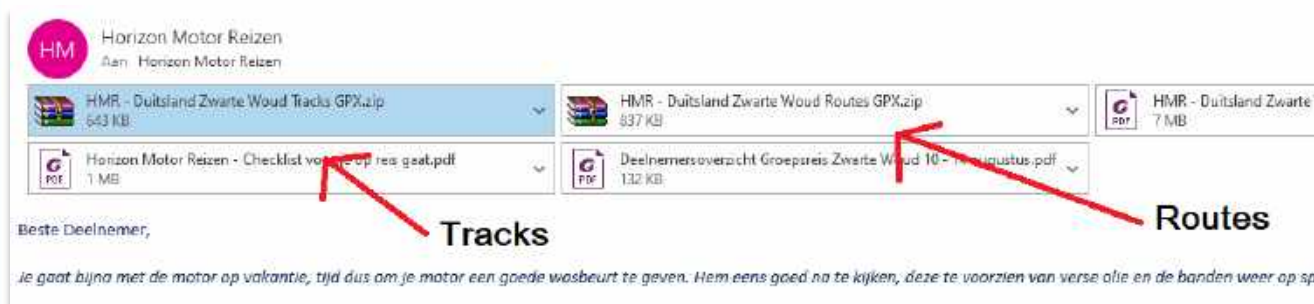 HM
Horizon Motor Reizen
Aan Horizon Motor Reizen
HMR - Duitsland Zwarte Woud Tracks GPX.zip
643 KB
HMR - Duitsland Zwarte Woud Routes GPX.zip
837 KB
G PDF
HMR - Duitsland Zwarte
7 MB
G PDF
Horizon Motor Reizen - Checklist op reis gaat.pdf
1 MB
G PDF
Deelnemersoverzicht Groepsreis Zwarte 10 - augustus.pdf
132 KB
Tracks
Routes
Beste Deelnemer,
Je gaat bijna met de motor op vakantie, tijd dus om je motor een goede wasbeurt te geven. Hem eens goed na te kijken, deze te voorzien van verse olie en de banden weer op sp